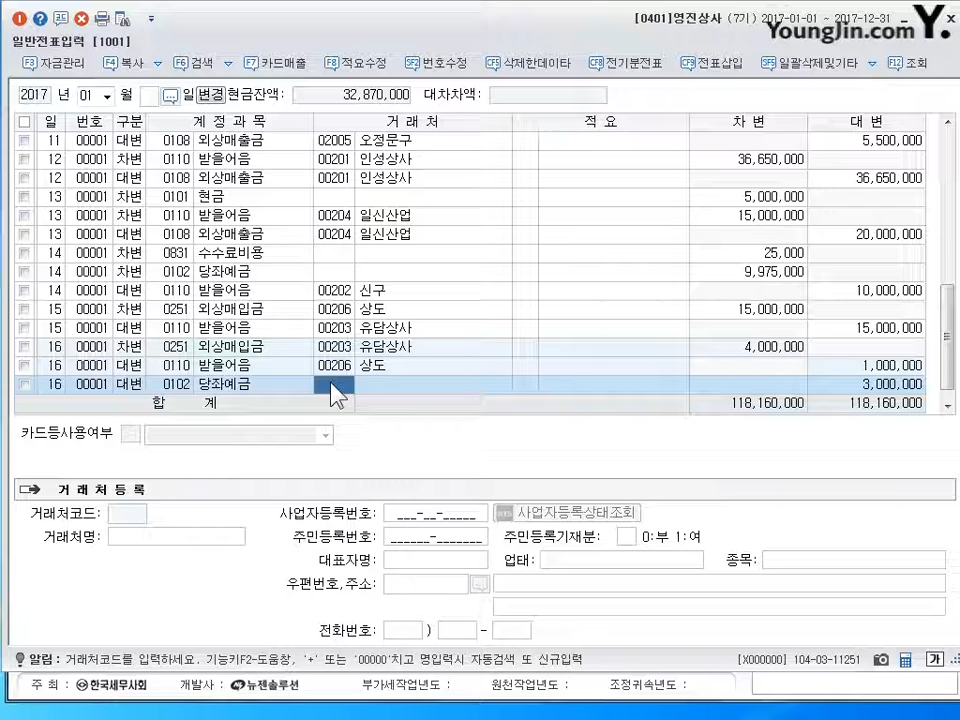 [0401]영진상사 (7기) 2017-01-01 ~ 2017-12-31
YoungJin.com Y.
일반전표입력 [1001]
F3 자금관리 F4 복사 F6 검색 F7 카드매출 F8 적요수정 SF2 번호수정 CF5 삭제한데이타 CF8 전기분전표 CF9 전표삽입 SF5 일괄삭제및기타 F12 조회
2017 년 01 월 일 변경 현금잔액: 32,870,000 대차차액:
일 번호 구분 계 정 과 목 거 래 처 적 요 차 변 대 변
11 00001 대변 0108 외상매출금 02005 오정문구 5,500,000
12 00001 차변 0110 받을어음 00201 인성상사 36,650,000
12 00001 대변 0108 외상매출금 00201 인성상사 36,650,000
13 00001 차변 0101 현금 5,000,000
13 00001 차변 0110 받을어음 00204 일신산업 15,000,000
13 00001 대변 0108 외상매출금 00204 일신산업 20,000,000
14 00001 차변 0831 수수료비용 25,000
14 00001 차변 0102 당좌예금 9,975,000
14 00001 대변 0110 받을어음 00202 신구 10,000,000
15 00001 차변 0251 외상매입금 00206 상도 15,000,000
15 00001 대변 0110 받을어음 00203 유담상사 15,000,000
16 00001 차변 0251 외상매입금 00203 유담상사 4,000,000
16 00001 대변 0110 받을어음 00206 상도 1,000,000
16 00001 대변 0102 당좌예금 3,000,000
합 계 118,160,000 118,160,000
카드등사용여부
거 래 처 등 록
거래처코드: 사업자등록번호: ___-__-_____ 사업자등록상태조회
거래처명: 주민등록번호: ______-_______ 주민등록기재분: 0:부 1:여
대표자명: 업태: 종목:
우편번호,주소:
전화번호: ) -
알림: 거래처코드를 입력하세요. 기능키F2-도움창, '+' 또는 '00000'치고 명입력시 자동검색 또 신규입력 [X000000] 104-03-11251 가
주 최 : 한국세무사회 개발사 : 뉴젠솔루션 부가세작업년도 : 원천작업년도 : 조정귀속년도 :